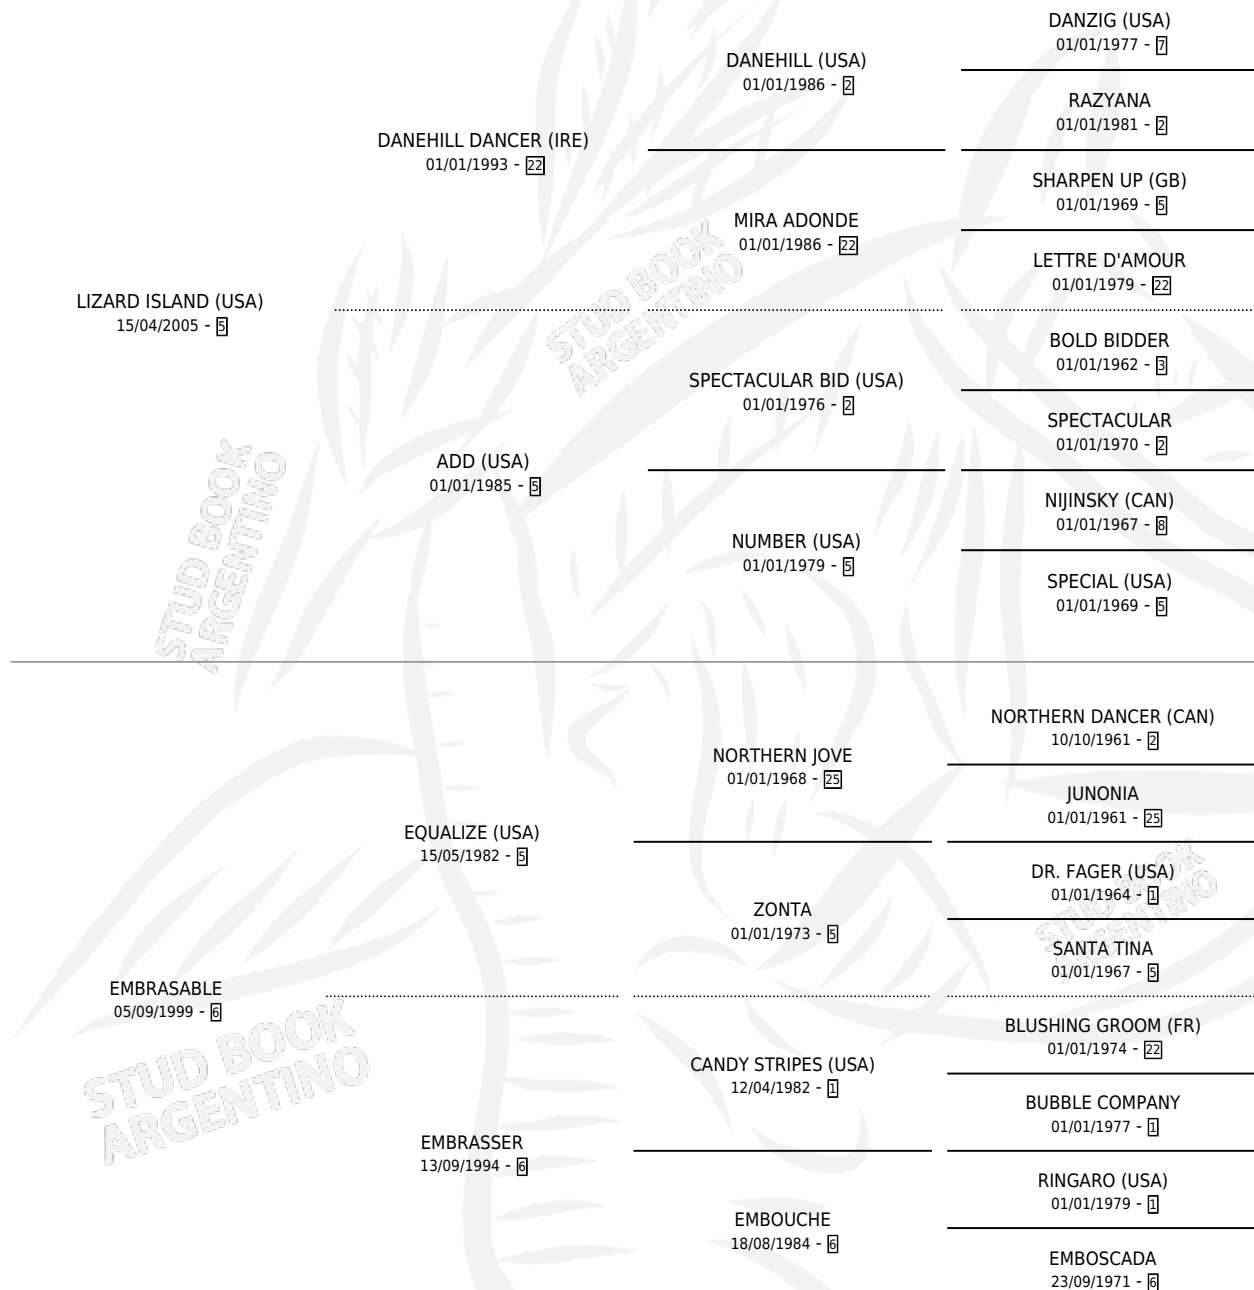 DANZIG (USA)
01/01/1977 - 7
DANEHILL (USA)
01/01/1986 - 2
RAZYANA
01/01/1981 - 2
DANEHILL DANCER (IRE)
01/01/1993 - 22
SHARPEN UP (GB)
01/01/1969 - 5
MIRA ADONDE
01/01/1986 - 22
LETTRE D'AMOUR
01/01/1979 - 22
LIZARD ISLAND (USA)
15/04/2005 - 5
BOLD BIDDER
01/01/1962 - 3
SPECTACULAR BID (USA)
01/01/1976 - 2
SPECTACULAR
01/01/1970 - 2
ADD (USA)
01/01/1985 - 5
NIJINSKY (CAN)
01/01/1967 - 8
NUMBER (USA)
01/01/1979 - 5
SPECIAL (USA)
01/01/1969 - 5
NORTHERN DANCER (CAN)
10/10/1961 - 2
NORTHERN JOVE
01/01/1968 - 25
JUNONIA
01/01/1961 - 25
EQUALIZE (USA)
15/05/1982 - 5
DR. FAGER (USA)
01/01/1964 - 1
ZONTA
01/01/1973 - 5
SANTA TINA
01/01/1967 - 5
EMBRASABLE
05/09/1999 - 6
BLUSHING GROOM (FR)
01/01/1974 - 22
CANDY STRIPES (USA)
12/04/1982 - 1
BUBBLE COMPANY
01/01/1977 - 1
EMBRASSER
13/09/1994 - 6
RINGARO (USA)
01/01/1979 - 1
EMBOUCHE
18/08/1984 - 6
EMBOSCADA
23/09/1971 - 6
STUD BOOK
ARGENTINO
STUD BOOK
ARGENTINO
STUD BOOK
ARGENTINO
STUD BOOK
ARGENTINO